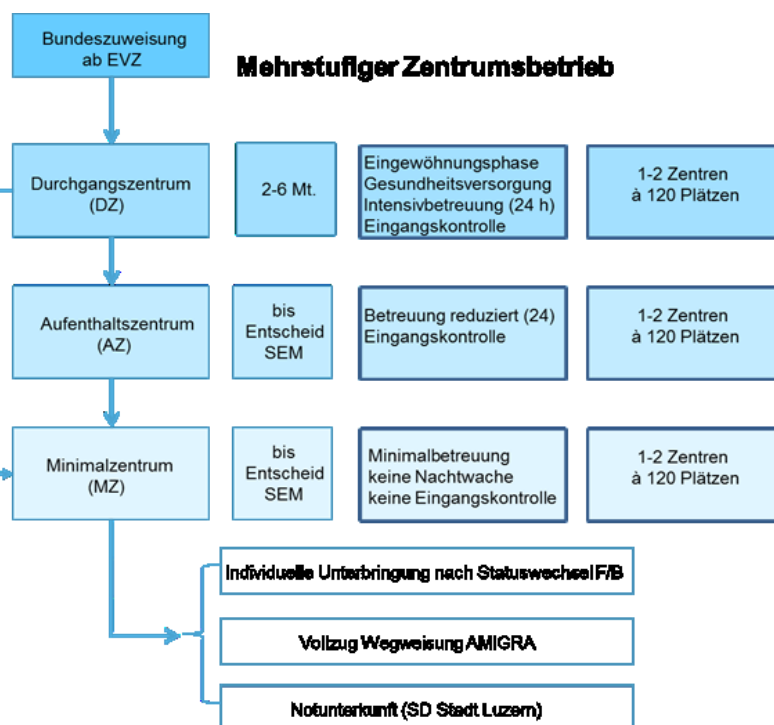 Bundeszuweisung
ab EVZ
Mehrstufiger Zentrumsbetrieb
Durchgangszentrum
(DZ)
2-6 Mt.
Eingewöhnungsphase
Gesundheitsversorgung
Intensivbetreuung (24 h)
Eingangskontrolle
1-2 Zentren
à 120 Plätzen
Aufenthaltszentrum
(AZ)
bis
Entscheid
SEM
Betreuung reduziert (24)
Eingangskontrolle
1-2 Zentren
à 120 Plätzen
Minimalzentrum
(MZ)
bis
Entscheid
SEM
Minimalbetreuung
keine Nachtwache
keine Eingangskontrolle
1-2 Zentren
à 120 Plätzen
Individuelle Unterbringung nach Statuswechsel F/B
Vollzug Wegweisung AMIGRA
Notunterkunft (SD Stadt Luzern)